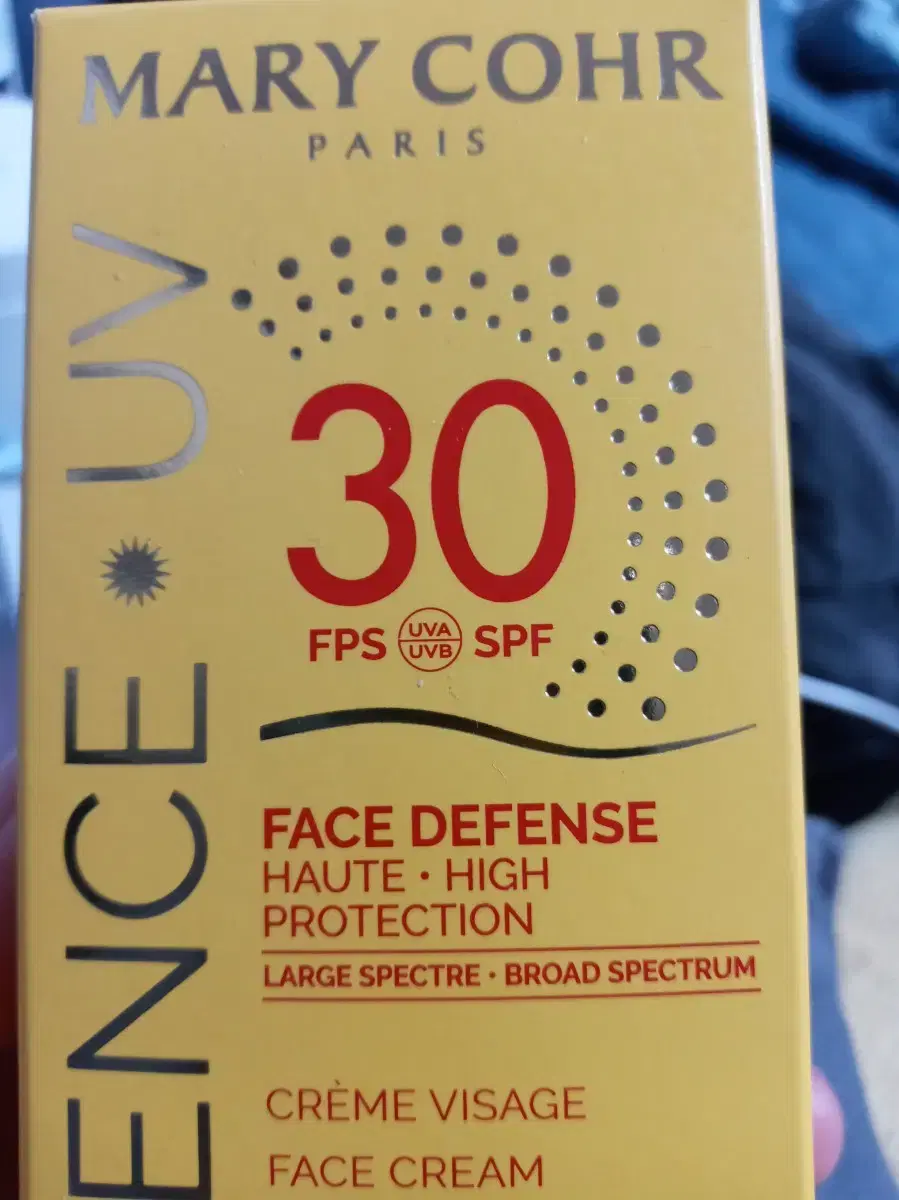 MARY COHR
PARIS
ENCE UV
30
FPS UVA UVB SPF
FACE DEFENSE
HAUTE • HIGH
PROTECTION
LARGE SPECTRE • BROAD SPECTRUM
CRÈME VISAGE
FACE CREAM